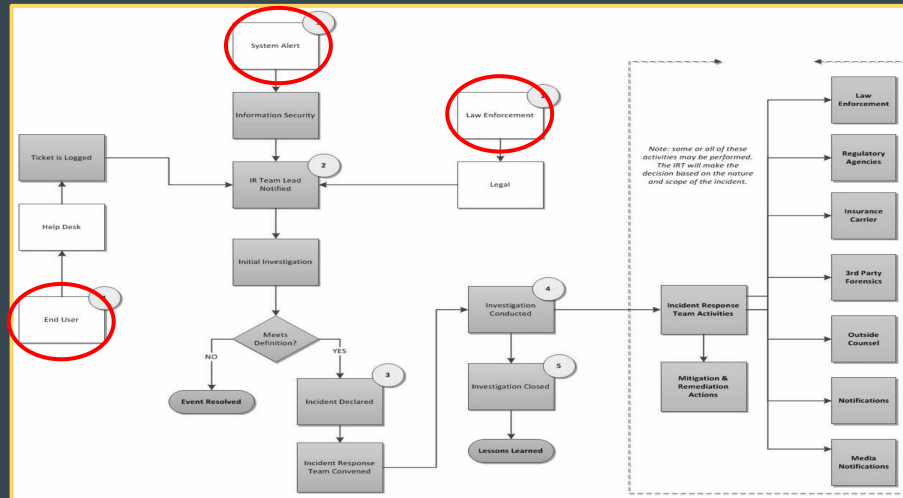 System Alert
Information Security
Law Enforcement
1
Ticket is Logged
2
IR Team Lead
Notified
Legal
Help Desk
Initial Investigation
End User
Meets
Definition?
NO
YES
Event Resolved
3
Incident Declared
Incident Response
Team Convened
4
Investigation
Conducted
5
Investigation Closed
Lessons Learned
Note: some or all of these
activities may be performed.
The IRT will make the
decision based on the nature
and scope of the incident.
Incident Response
Team Activities
Mitigation &
Remediation
Actions
Law
Enforcement
Regulatory
Agencies
Insurance
Carrier
3rd Party
Forensics
Outside
Counsel
Notifications
Media
Notifications